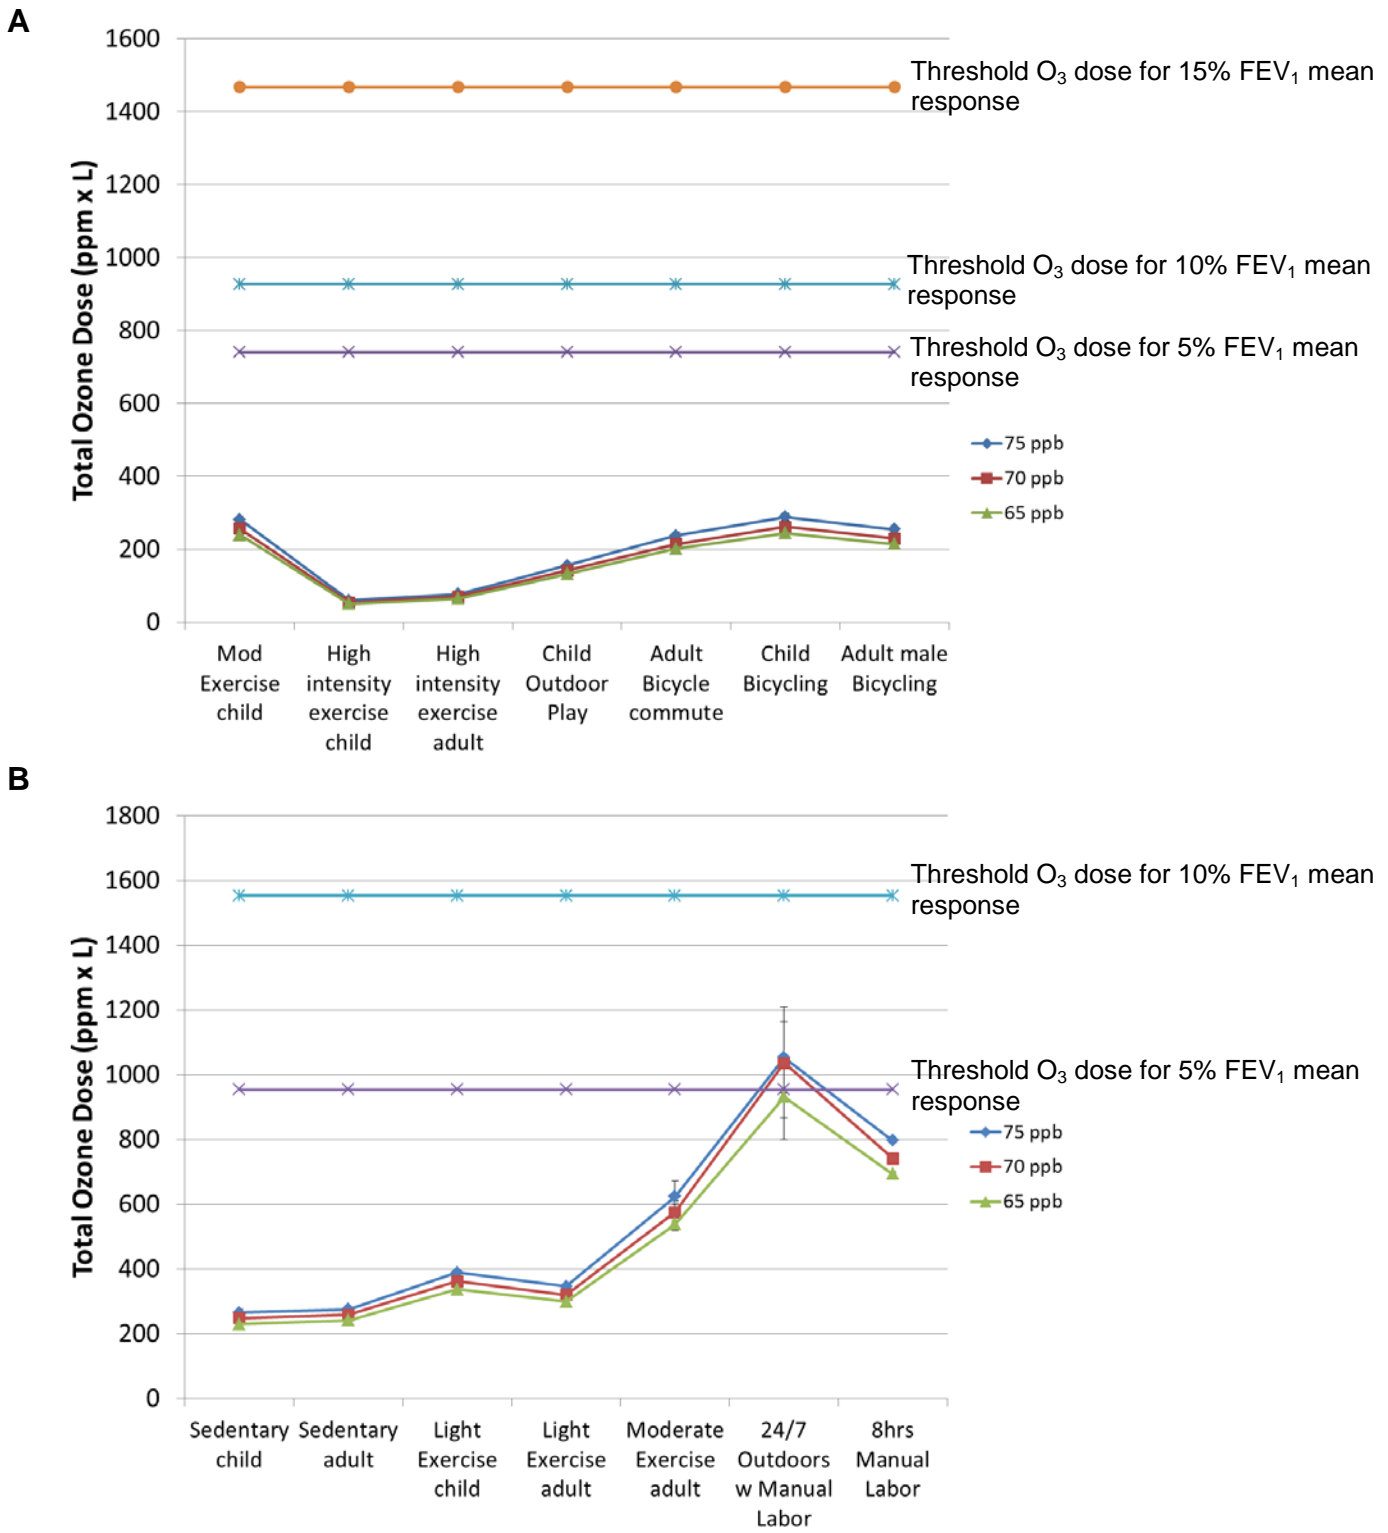 A
1600
1400
1200
1000
800
600
400
200
0
Total Ozone Dose (ppm x L)
Threshold O₃ dose for 15% FEV₁ mean
response
Threshold O₃ dose for 10% FEV₁ mean
response
Threshold O₃ dose for 5% FEV₁ mean
response
75 ppb
70 ppb
65 ppb
Mod
Exercise
child
High
intensity
exercise
child
High
intensity
exercise
adult
Child
Outdoor
Play
Adult
Bicycle
commute
Child
Bicycling
Adult male
Bicycling
B
1800
1600
1400
1200
1000
800
600
400
200
0
Total Ozone Dose (ppm x L)
Threshold O₃ dose for 10% FEV₁ mean
response
Threshold O₃ dose for 5% FEV₁ mean
response
75 ppb
70 ppb
65 ppb
Sedentary
child
Sedentary
adult
Light
Exercise
child
Light
Exercise
adult
Moderate
Exercise
adult
24/7
Outdoors
w Manual
Labor
8hrs
Manual
Labor